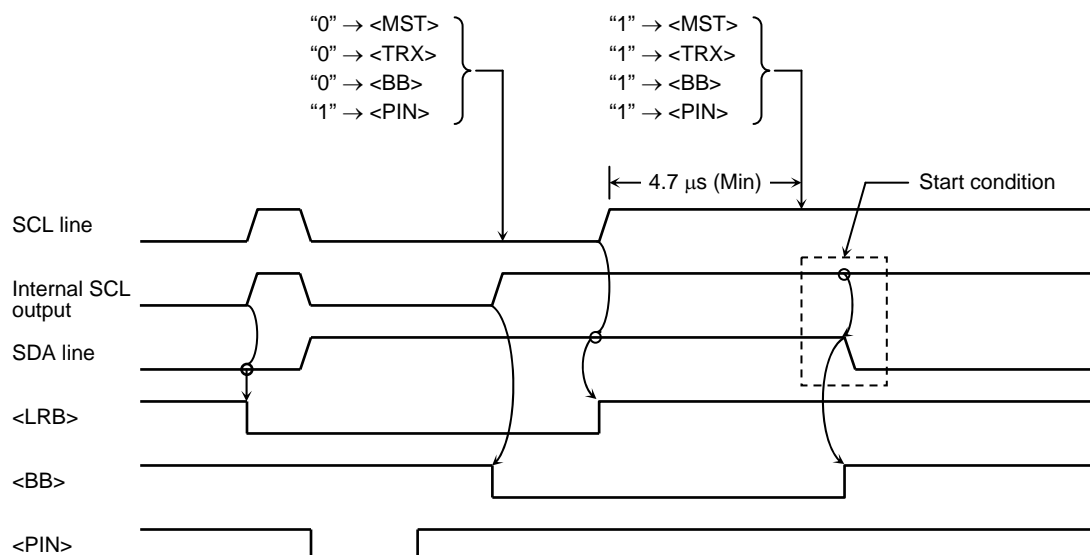 “0” → <MST>
“0” → <TRX>
“0” → <BB>
“1” → <PIN>
“1” → <MST>
“1” → <TRX>
“1” → <BB>
“1” → <PIN>
4.7 μs (Min)
Start condition
SCL line
Internal SCL
output
SDA line
<LRB>
<BB>
<PIN>